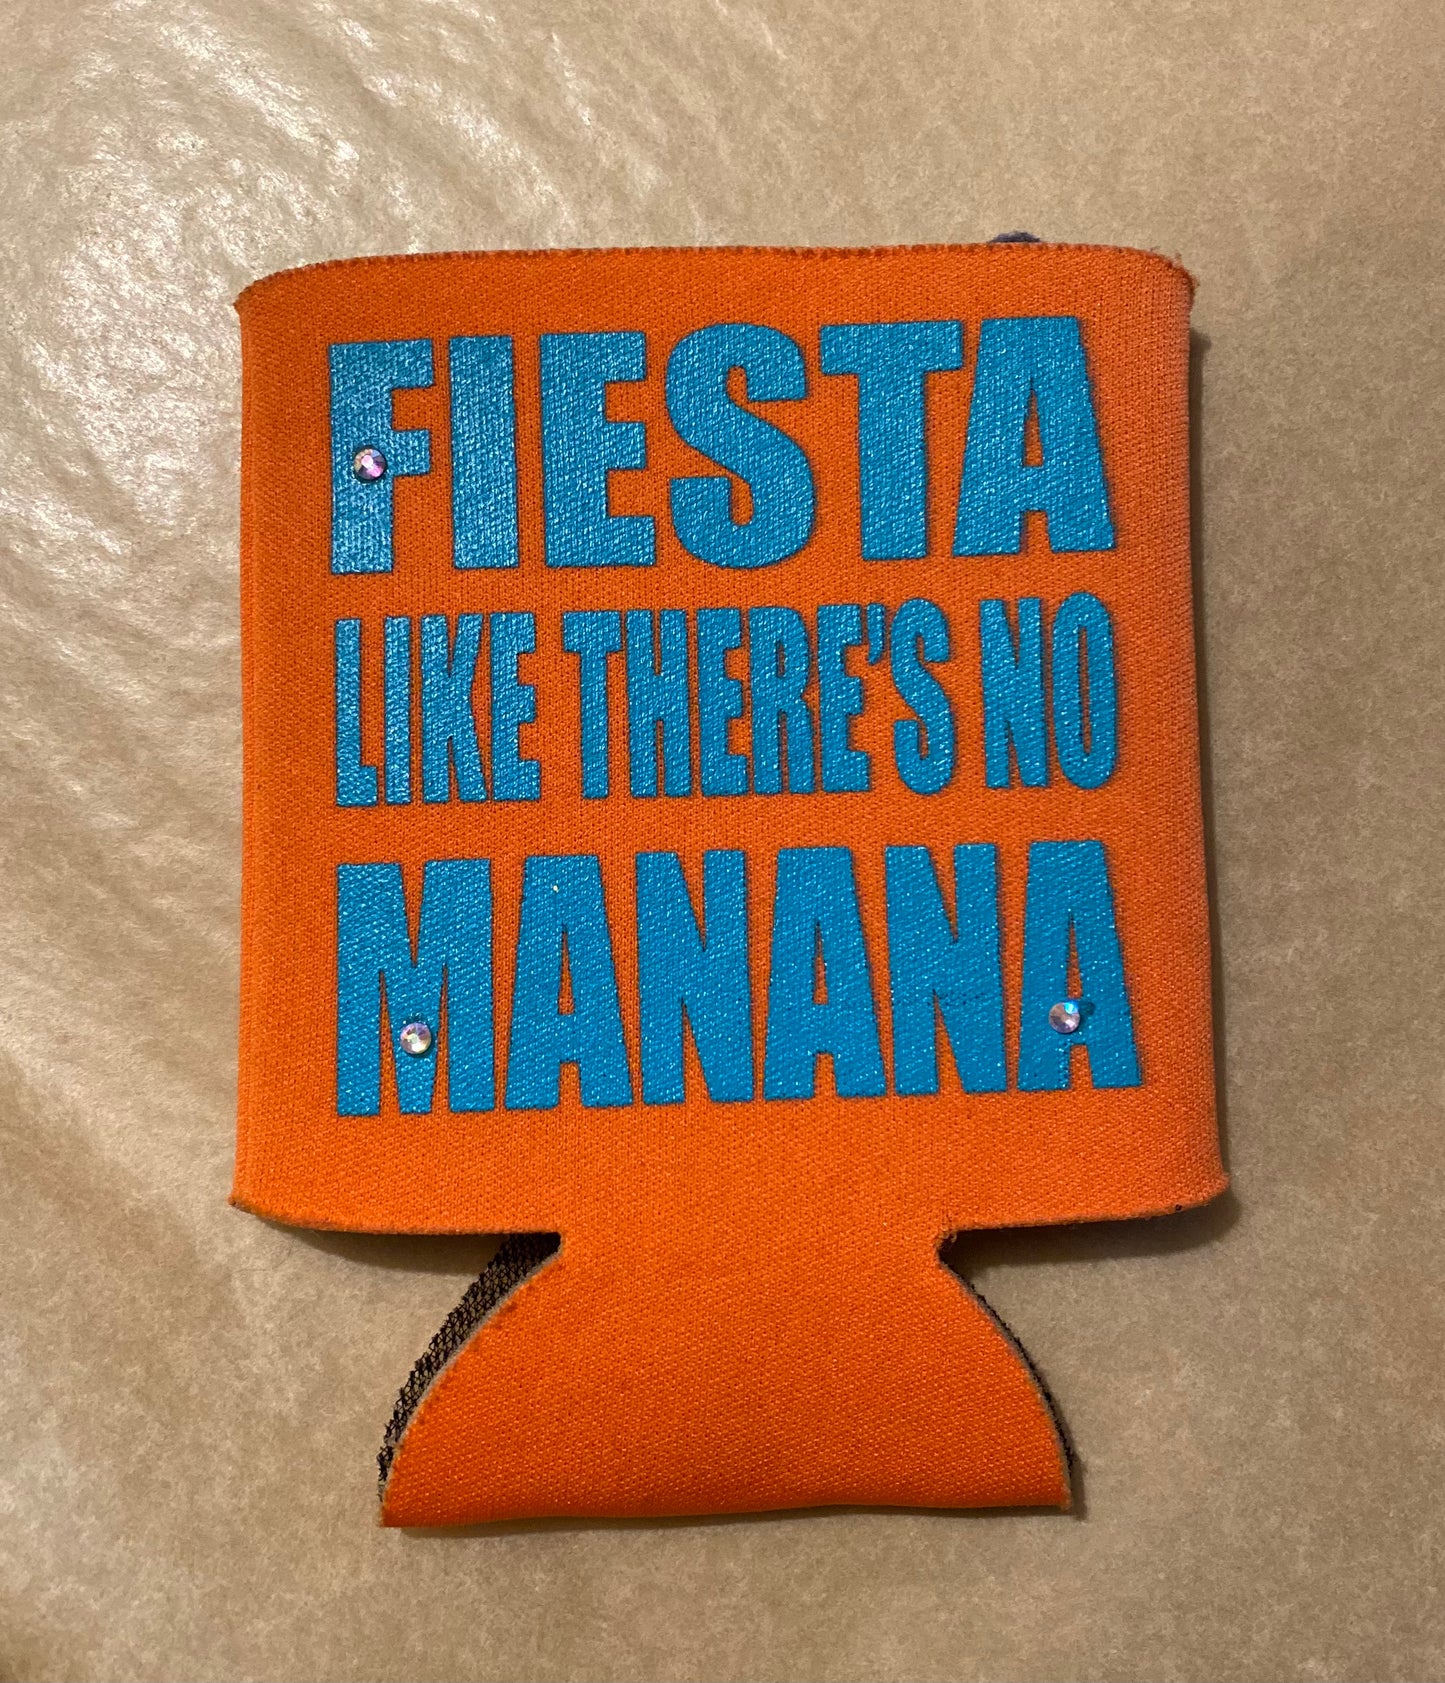 FIESTA
LIKE THERE'S NO
MANANA